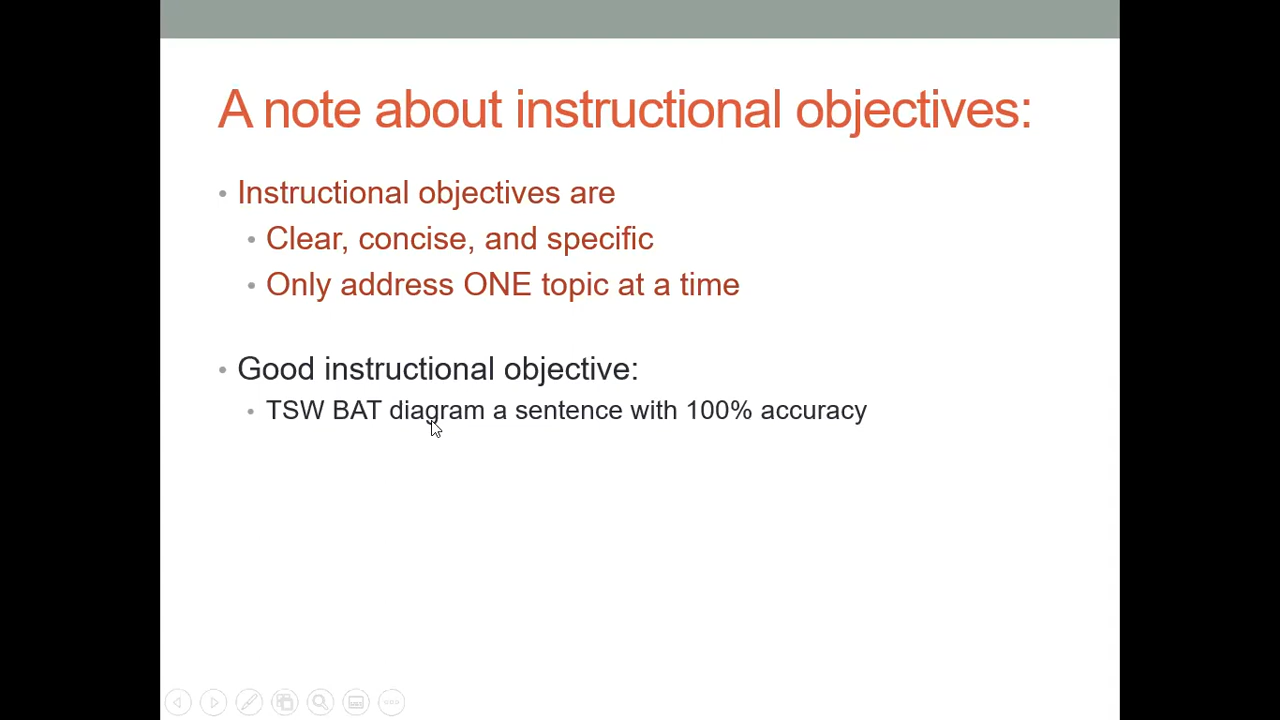 A note about instructional objectives:
• Instructional objectives are
• Clear, concise, and specific
• Only address ONE topic at a time
• Good instructional objective:
• TSW BAT diagram a sentence with 100% accuracy